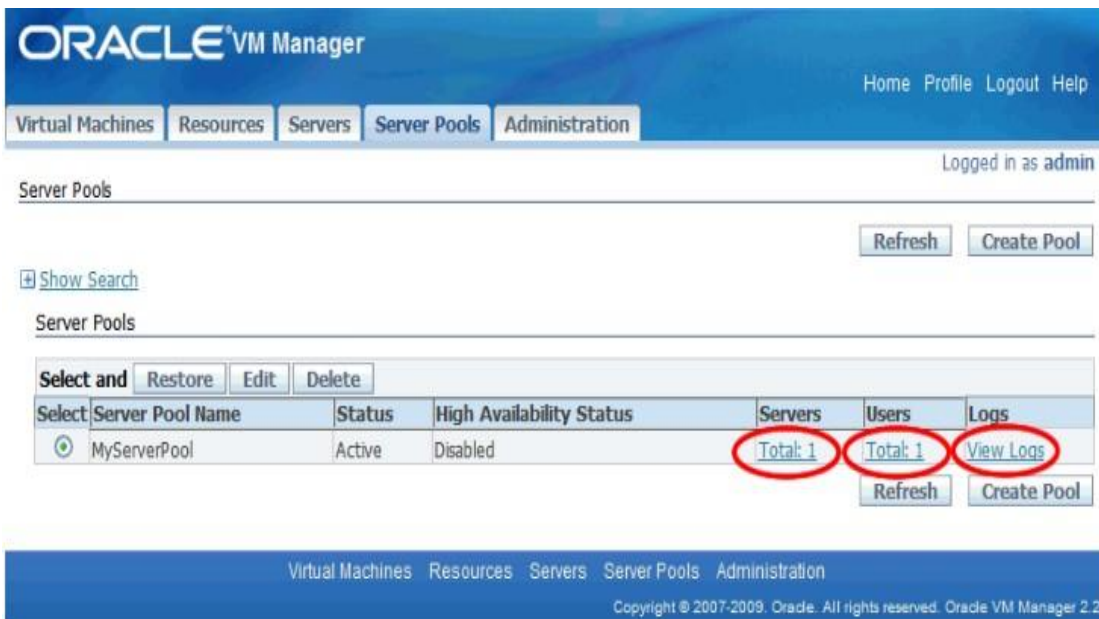 ORACLE VM Manager
Home Profile Logout Help
Virtual Machines Resources Servers Server Pools Administration
Logged in as admin
Server Pools
Refresh Create Pool
Show Search
Server Pools
Select and Restore Edit Delete
Select Server Pool Name Status High Availability Status Servers Users Logs
MyServerPool Active Disabled Total: 1 Total: 1 View Logs
Refresh Create Pool
Virtual Machines Resources Servers Server Pools Administration
Copyright © 2007-2009. Oracle. All rights reserved. Oracle VM Manager 2.2